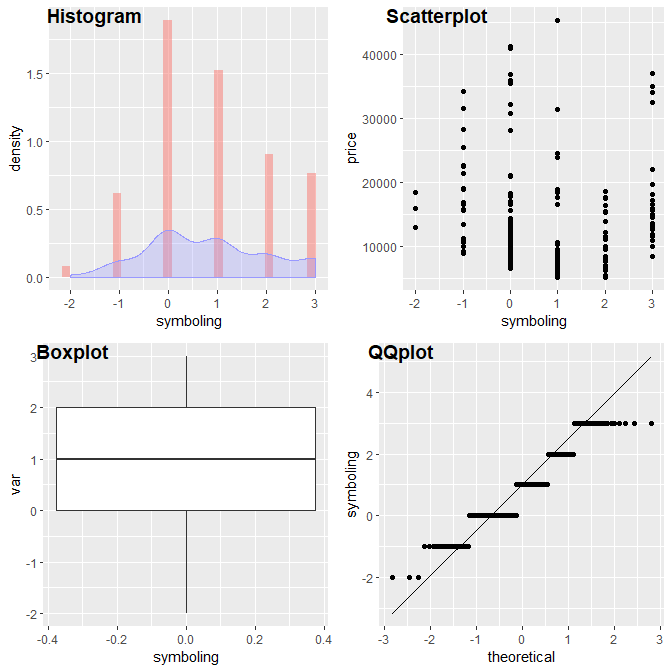 Histogram
density
1.5
1.0
0.5
0.0
-2 -1 0 1 2 3
symboling
Scatterplot
price
40000
30000
20000
10000
-2 -1 0 1 2 3
symboling
Boxplot
var
3
2
1
0
-1
-2
-0.4 -0.2 0.0 0.2 0.4
symboling
QQplot
symboling
4
2
0
-2
-3 -2 -1 0 1 2 3
theoretical